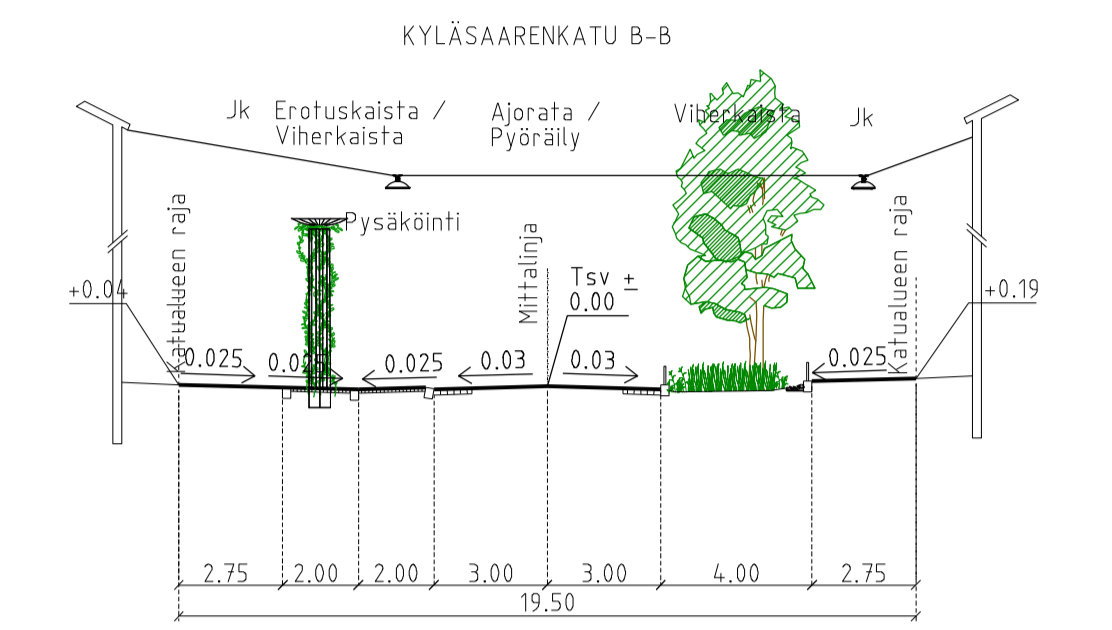 KYLÄSAARENKATU B-B
Jk
Erotuskaista /
Viherkaista
Ajorata /
Pyöräily
Viherkaista
Jk
Pysäköinti
Katualueen raja
Mittalinja
Katualueen raja
Tsv ±
0.00
+0.04
+0.19
0.025
0.025
0.025
0.03
0.03
0.025
2.75
2.00
2.00
3.00
3.00
4.00
2.75
19.50